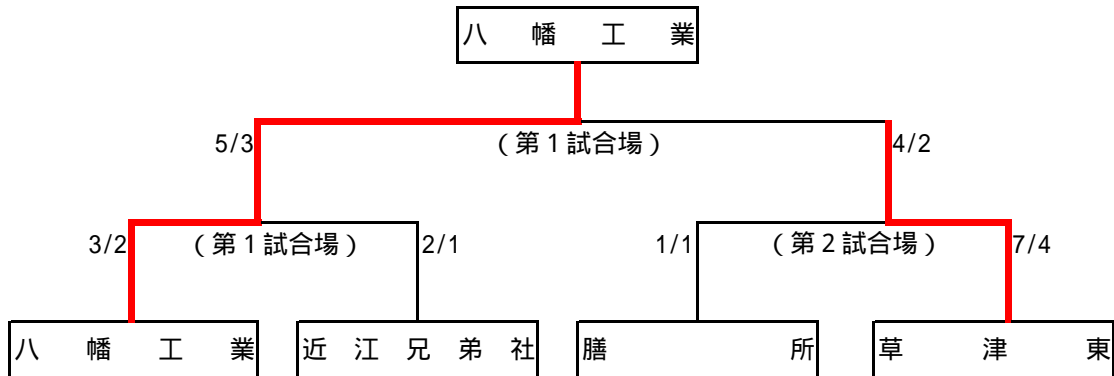 八幡工業
5/3
(第1試合場)
4/2
3/2
(第1試合場)
2/1
1/1
(第2試合場)
7/4
八幡工業
近江兄弟社
膳所
草津東